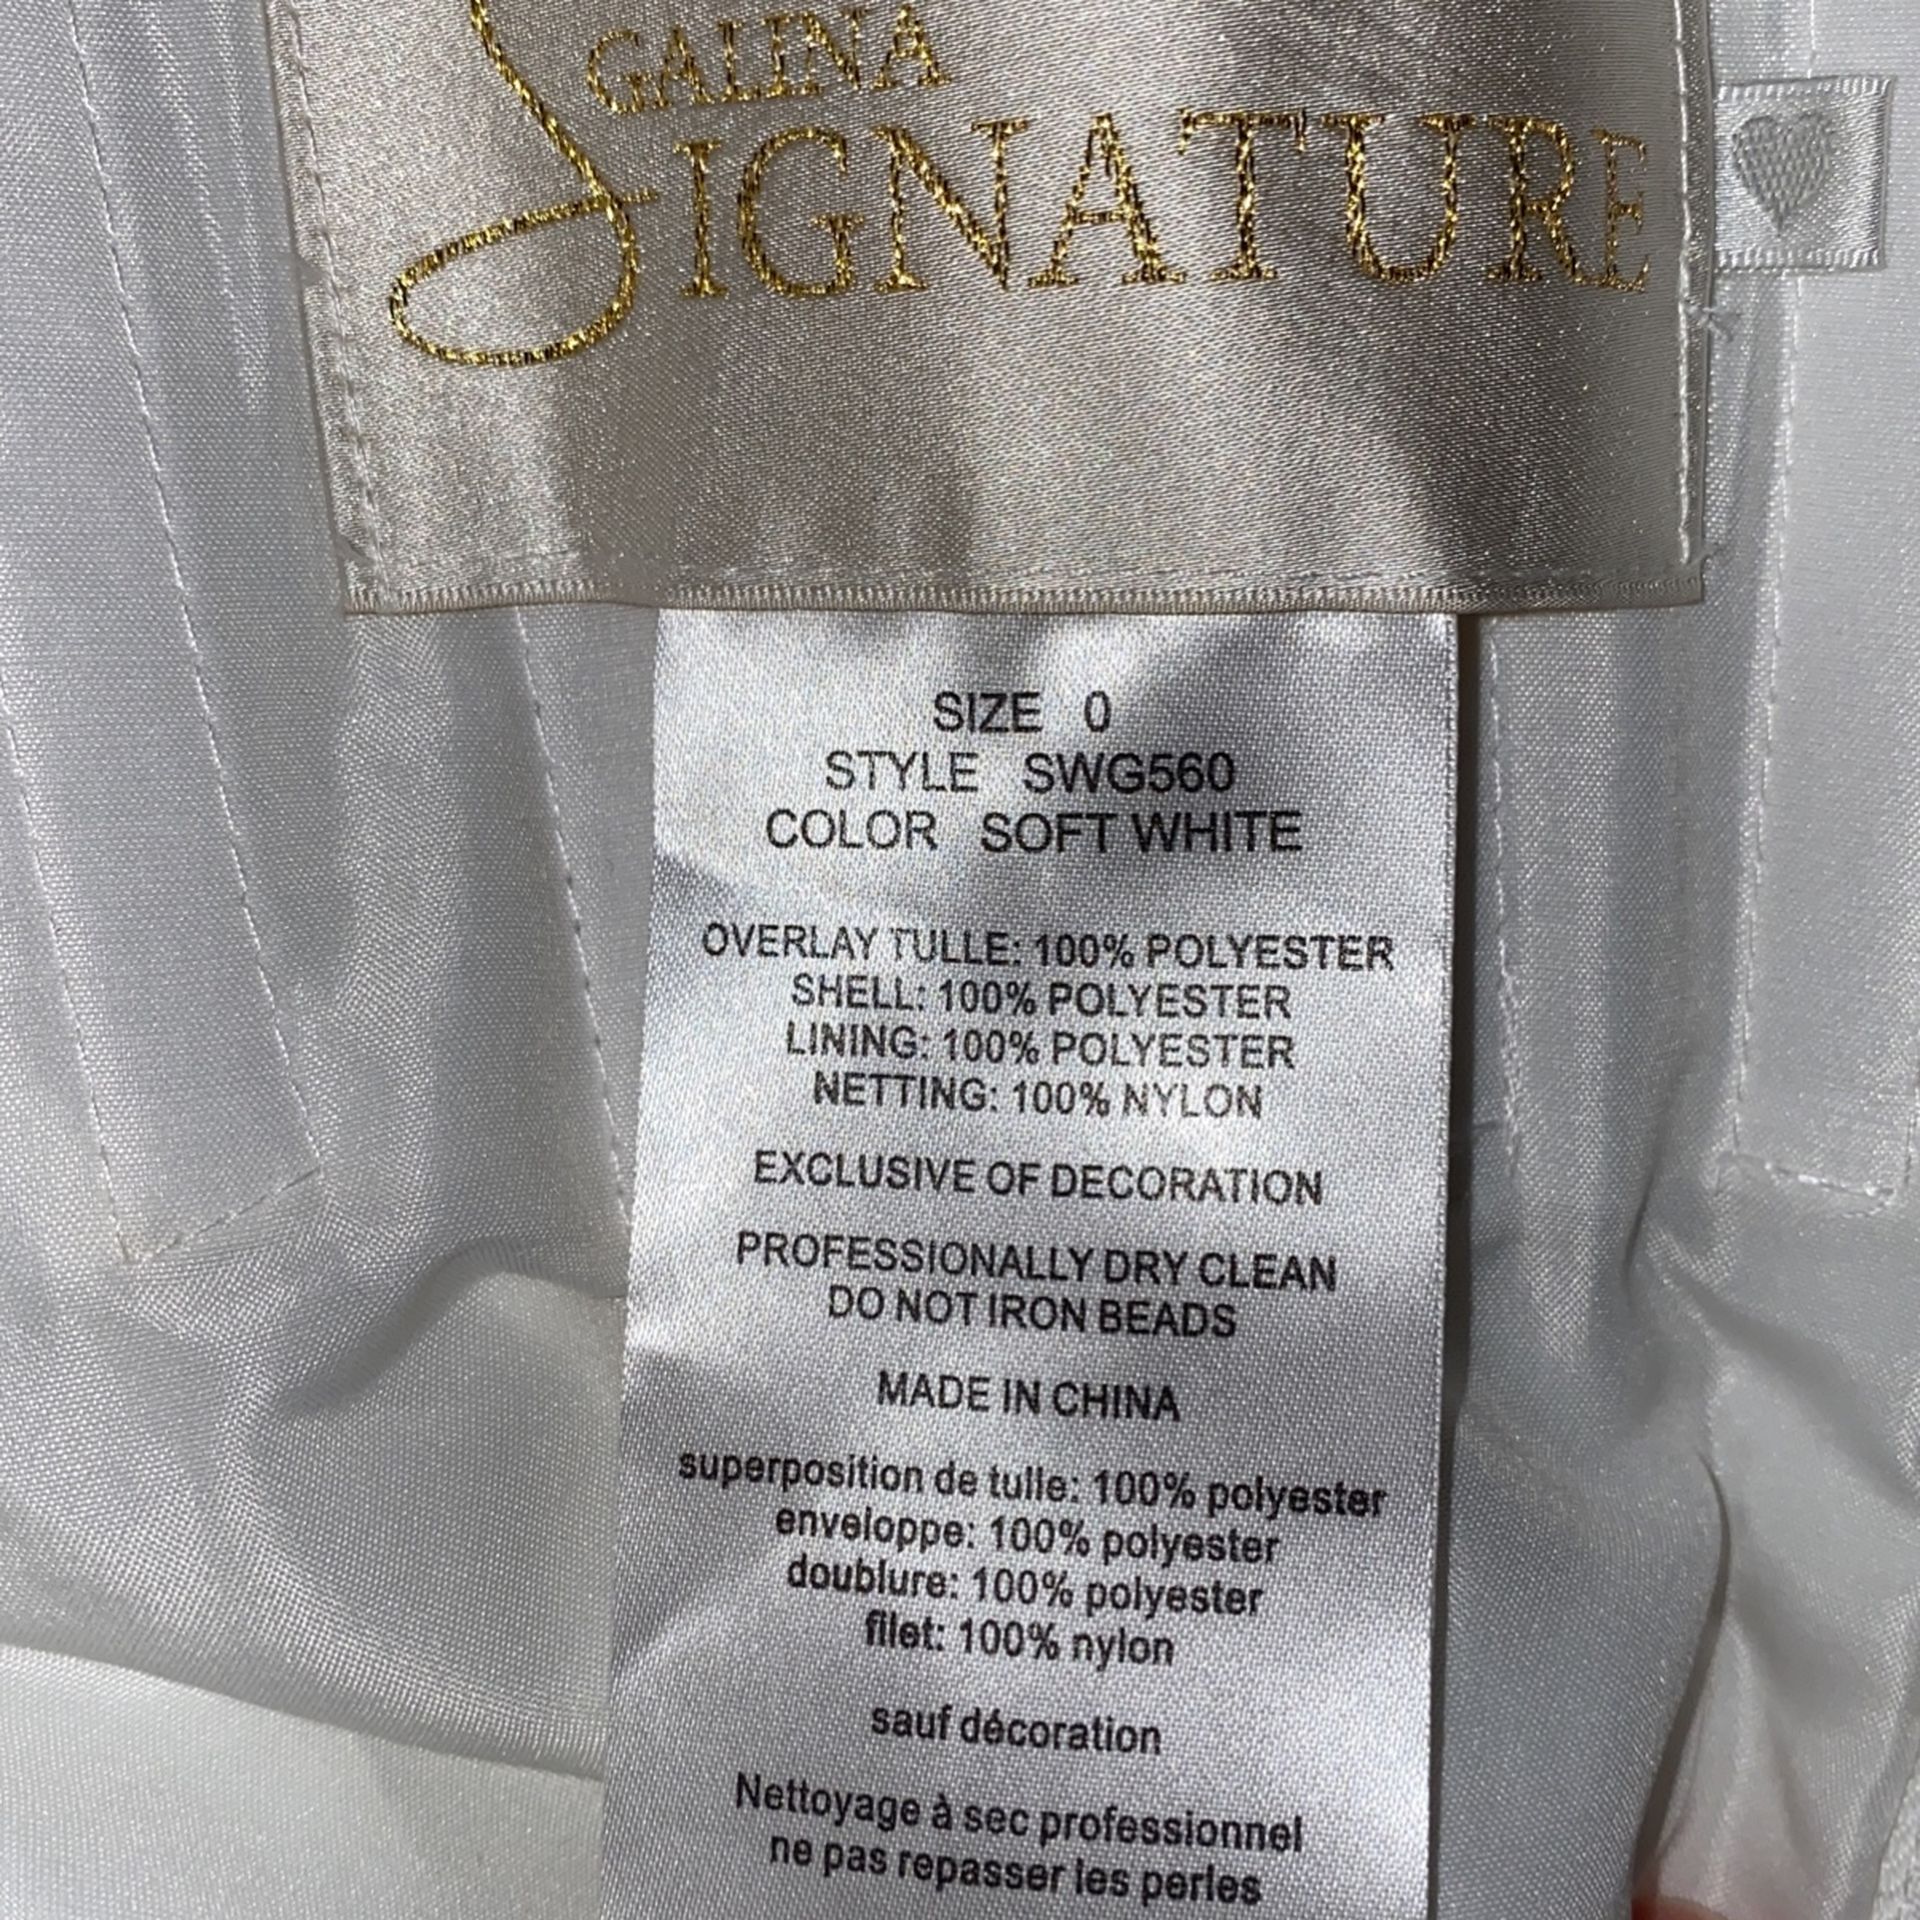 GALINA
SIGNATURE
SIZE 0
STYLE SWG560
COLOR SOFT WHITE
OVERLAY TULLE: 100% POLYESTER
SHELL: 100% POLYESTER
LINING: 100% POLYESTER
NETTING: 100% NYLON
EXCLUSIVE OF DECORATION
PROFESSIONALLY DRY CLEAN
DO NOT IRON BEADS
MADE IN CHINA
superposition de tulle: 100% polyester
enveloppe: 100% polyester
doublure: 100% polyester
filet: 100% nylon
sauf décoration
Nettoyage à sec professionnel
ne pas repasser les perles